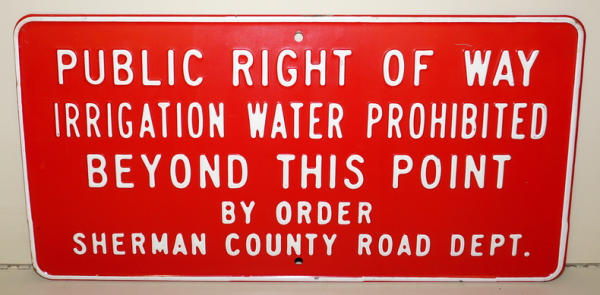 PUBLIC RIGHT OF WAY
IRRIGATION WATER PROHIBITED
BEYOND THIS POINT
BY ORDER
SHERMAN COUNTY ROAD DEPT.